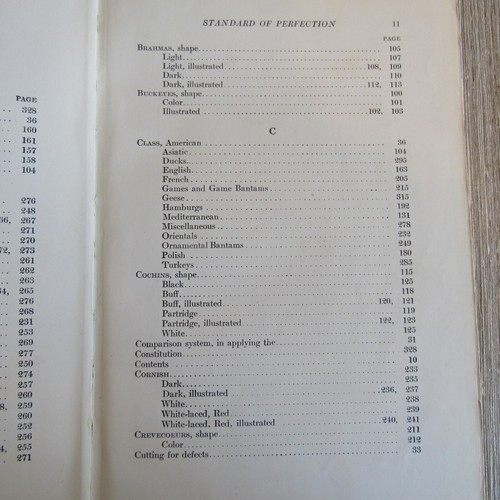 PAGE
328
36
160
161
157
158
104
276
248
66, 267
271
270
72, 273
261
262
263
64, 265
276
268
231
253
269
277
250
274
257
260
8, 259
260
252
256
4, 255
271
STANDARD OF PERFECTION 11
PAGE
BRAHMAS, shape 105
Light 107
Light, illustrated 108, 109
Dark 110
Dark, illustrated 112, 113
BUCKEYES, shape 100
Color 101
Illustrated 102, 103
C
CLASS, American 36
Asiatic 104
Ducks 295
English 163
French 205
Games and Game Bantams 215
Geese 315
Hamburgs 192
Mediterranean 131
Miscellaneous 278
Orientals 232
Ornamental Bantams 249
Polish 180
Turkeys 285
COCHINS, shape 115
Black 125
Buff 118
Buff, illustrated 120, 121
Partridge 119
Partridge, illustrated 122, 123
White 125
Comparison system, in applying the 31
Constitution 328
Contents 10
CORNISH 233
Dark 235
Dark, illustrated 236, 237
White 238
White-laced, Red 239
White-laced, Red, illustrated 240, 241
CREVECOEURS, shape 211
Color 212
Cutting for defects 33